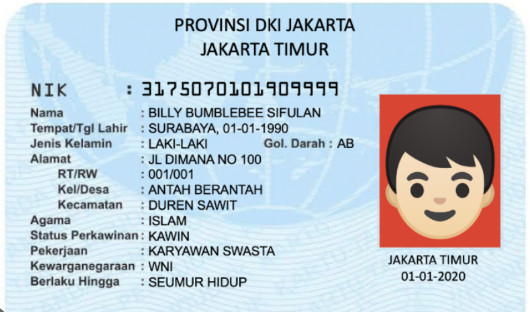 PROVINSI DKI JAKARTA
JAKARTA TIMUR
NIK : 3175070101909999
Nama : BILLY BUMBLEBEE SIFULAN
Tempat/Tgl Lahir : SURABAYA, 01-01-1990
Jenis Kelamin : LAKI-LAKI Gol. Darah : AB
Alamat : JL DIMANA NO 100
RT/RW : 001/001
Kel/Desa : ANTAH BERANTAH
Kecamatan : DUREN SAWIT
Agama : ISLAM
Status Perkawinan : KAWIN
Pekerjaan : KARYAWAN SWASTA
Kewarganegaraan : WNI
Berlaku Hingga : SEUMUR HIDUP
JAKARTA TIMUR
01-01-2020